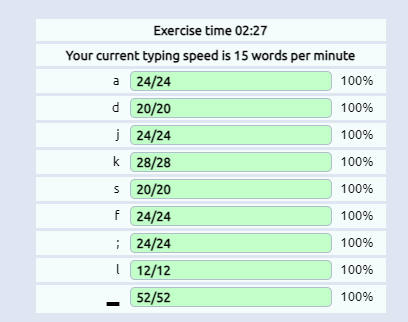 Exercise time 02:27
Your current typing speed is 15 words per minute
a 24/24 100%
d 20/20 100%
j 24/24 100%
k 28/28 100%
s 20/20 100%
f 24/24 100%
; 24/24 100%
l 12/12 100%
▂ 52/52 100%